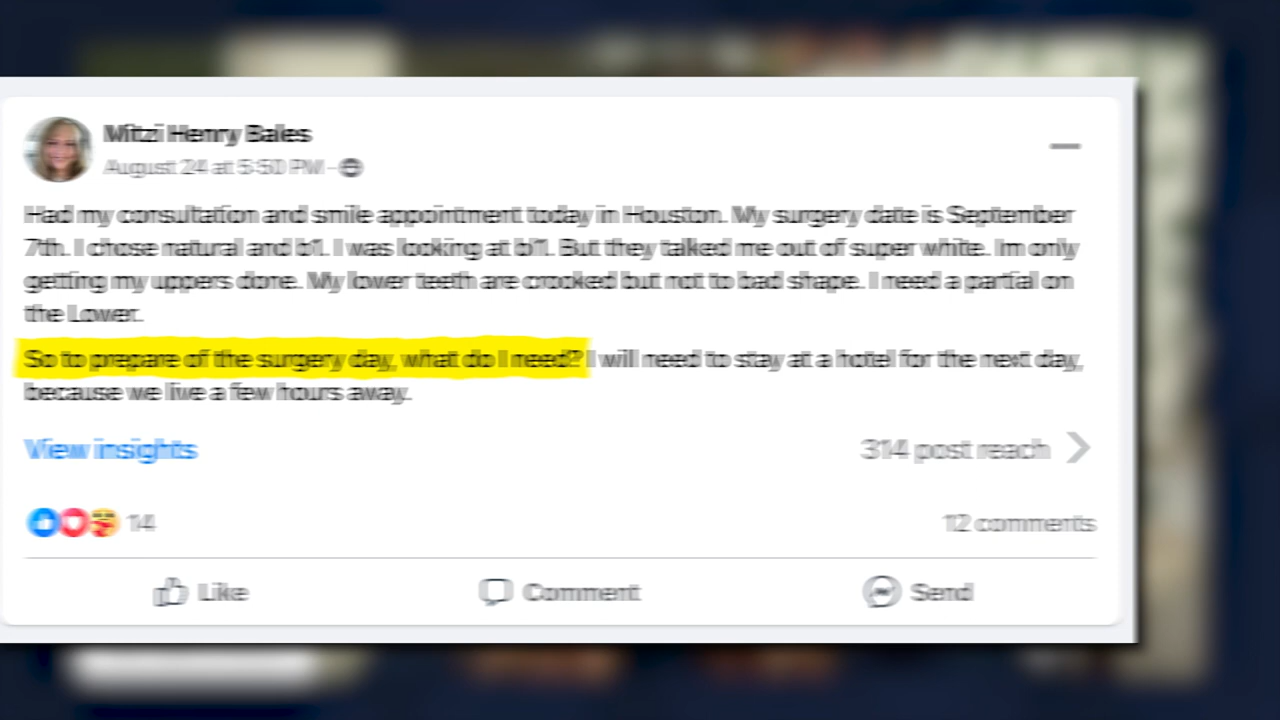 Mitzi Henry Bales
August 24 at 5:50 PM ·
Had my consultation and smile appointment today in Houston. My surgery date is September
7th. I chose natural and b1. I was looking at bl1. But they talked me out of super white. Im only
getting my uppers done. My lower teeth are crooked but not to bad shape. I need a partial on
the Lower.
So to prepare of the surgery day, what do I need? I will need to stay at a hotel for the next day,
because we live a few hours away.
View insights
314 post reach
14
12 comments
Like
Comment
Send